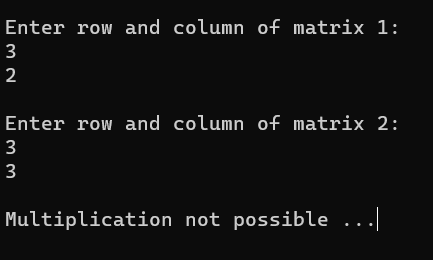 Enter row and column of matrix 1:
3
2
Enter row and column of matrix 2:
3
3
Multiplication not possible ...